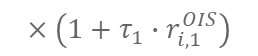 × (1 + τ₁ · r_{i,1}^{OIS})